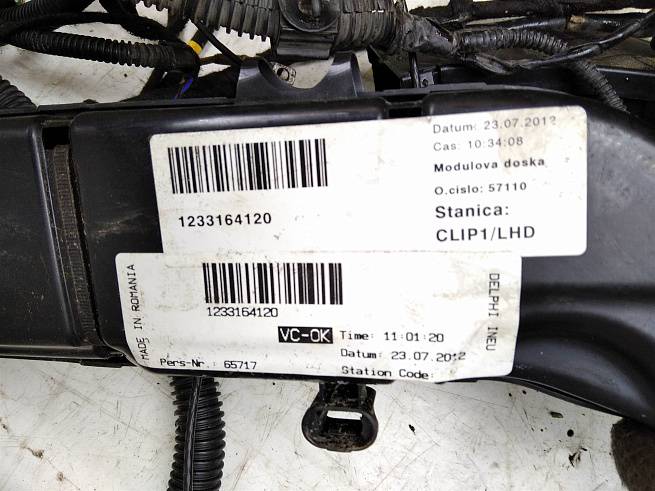 Datum: 23.07.2012
Cas: 10:34:08
Modulova doska
O.cislo: 57110
Stanica:
CLIP1/LHD
1233164120
1233164120
MADE IN ROMANIA
DELPHI INEU
VC-OK Time: 11:01:20
Datum: 23.07.2012
Pers-Nr.: 65717 Station Code: